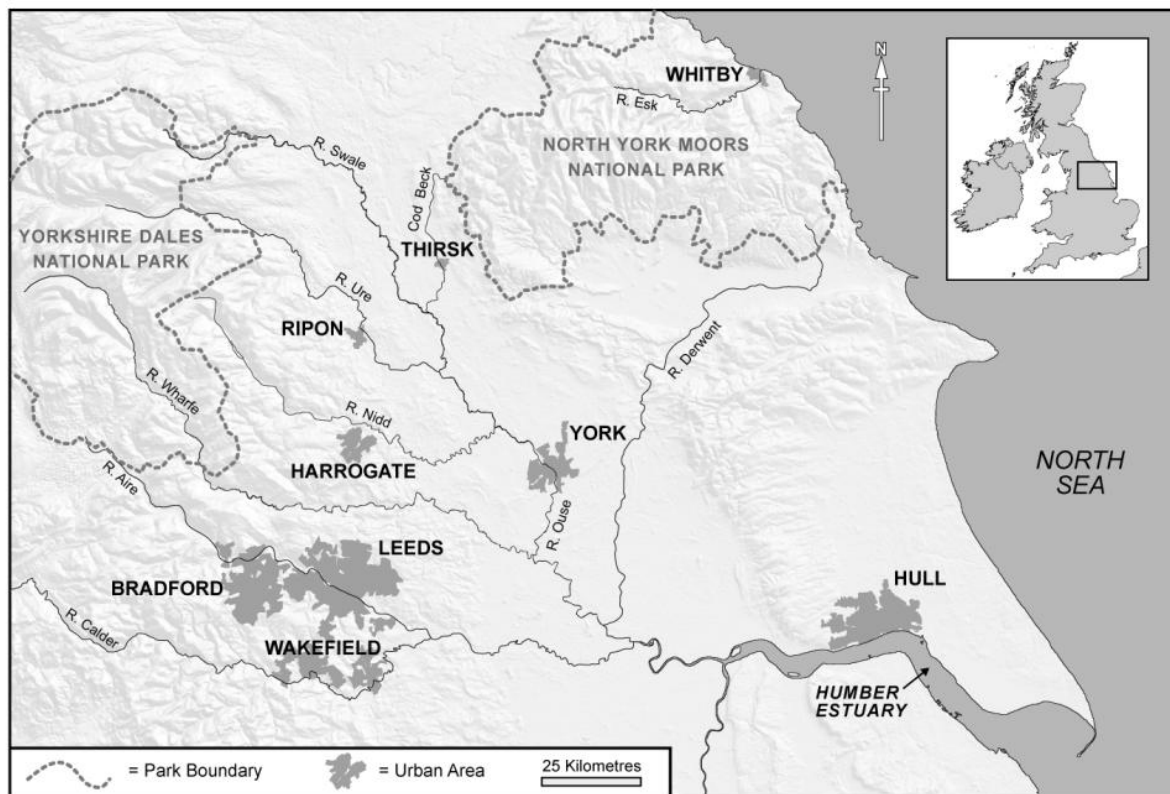 WHITBY
N
R. Esk
R. Swale
NORTH YORK MOORS
NATIONAL PARK
Cod Beck
YORKSHIRE DALES
NATIONAL PARK
THIRSK
R. Ure
RIPON
R. Derwent
R. Wharfe
R. Nidd
YORK
HARROGATE
NORTH
SEA
R. Aire
R. Ouse
LEEDS
BRADFORD
HULL
R. Calder
WAKEFIELD
HUMBER
ESTUARY
= Park Boundary
= Urban Area
25 Kilometres